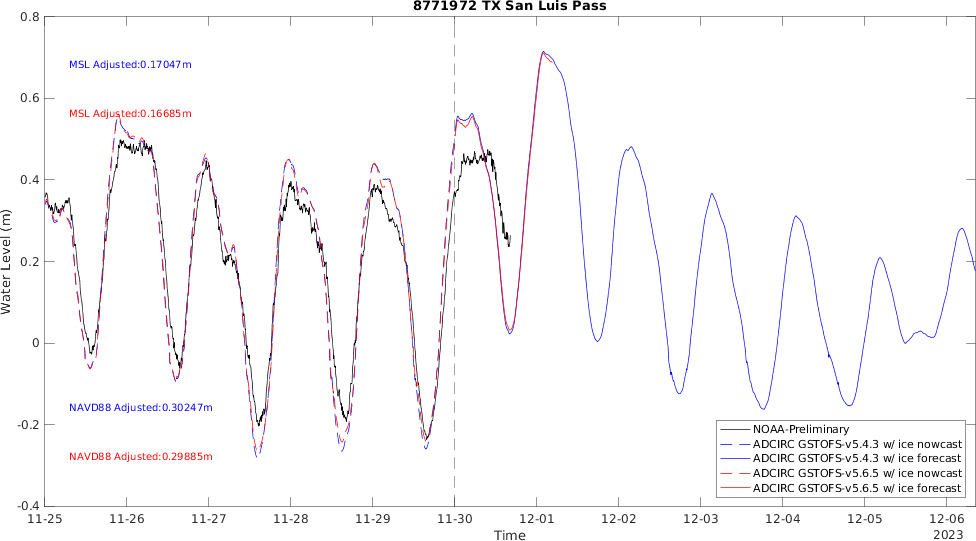 8771972 TX San Luis Pass
0.8
0.6
0.4
0.2
0
-0.2
-0.4
Water Level (m)
MSL Adjusted:0.17047m
MSL Adjusted:0.16685m
NAVD88 Adjusted:0.30247m
NAVD88 Adjusted:0.29885m
NOAA-Preliminary
ADCIRC GSTOFS-v5.4.3 w/ ice nowcast
ADCIRC GSTOFS-v5.4.3 w/ ice forecast
ADCIRC GSTOFS-v5.6.5 w/ ice nowcast
ADCIRC GSTOFS-v5.6.5 w/ ice forecast
11-25 11-26 11-27 11-28 11-29 11-30 12-01 12-02 12-03 12-04 12-05 12-06
2023
Time